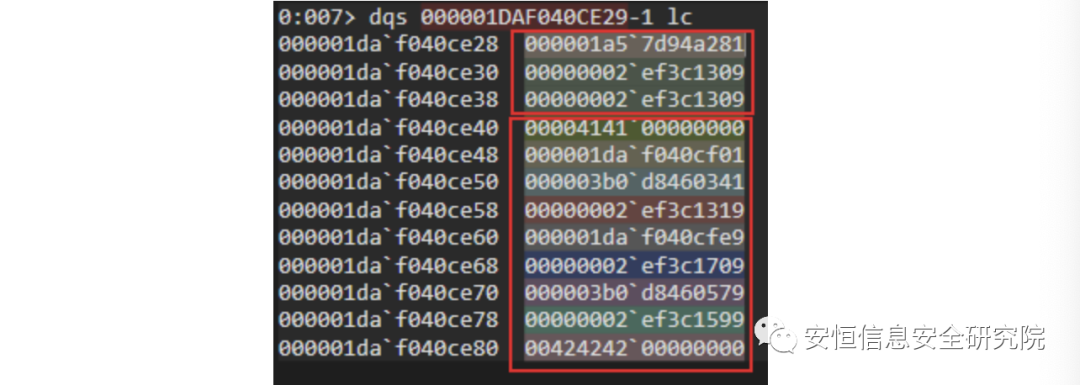 0:007> dqs 000001DAF040CE29-1 lc
000001da`f040ce28 000001a5`7d94a281
000001da`f040ce30 00000002`ef3c1309
000001da`f040ce38 00000002`ef3c1309
000001da`f040ce40 00004141`00000000
000001da`f040ce48 000001da`f040cf01
000001da`f040ce50 000003b0`d8460341
000001da`f040ce58 00000002`ef3c1319
000001da`f040ce60 000001da`f040cfe9
000001da`f040ce68 00000002`ef3c1709
000001da`f040ce70 000003b0`d8460579
000001da`f040ce78 00000002`ef3c1599
000001da`f040ce80 00424242`00000000
安恒信息安全研究院